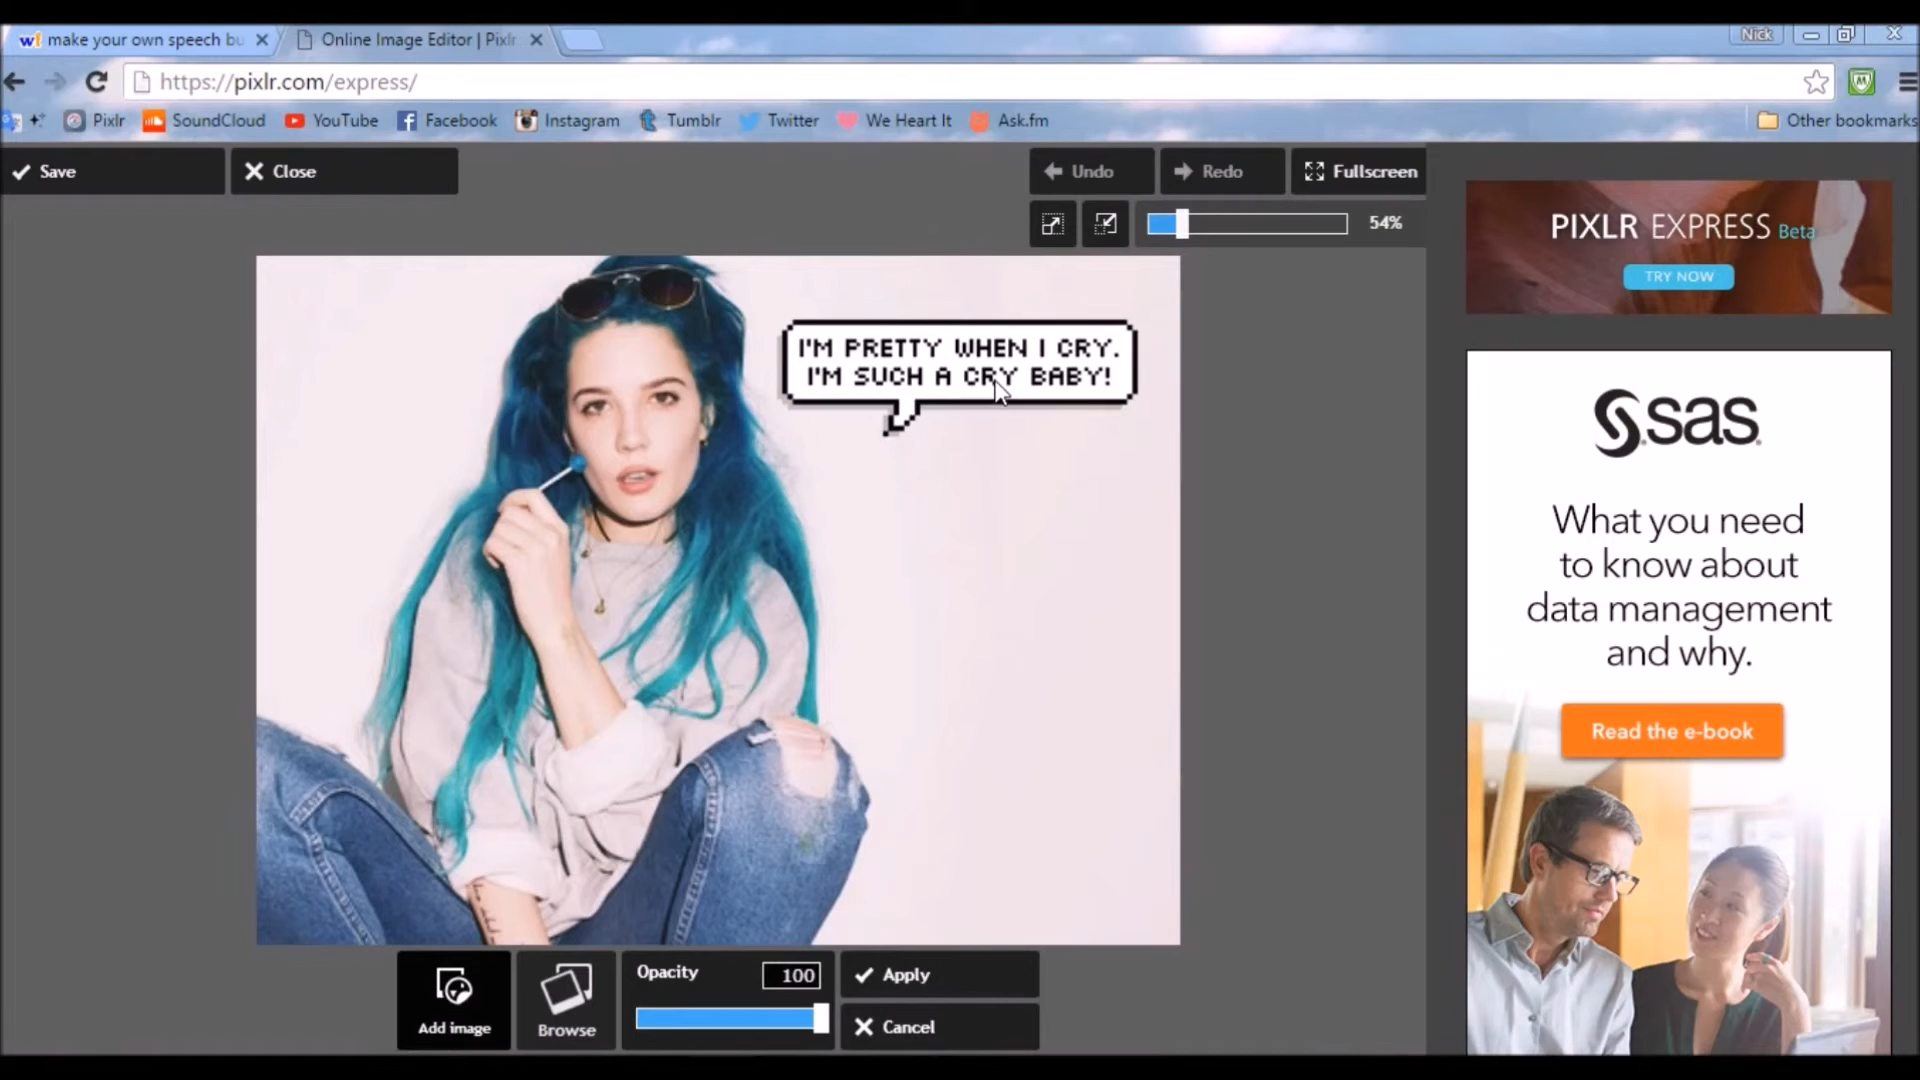 make your own speech bu
Online Image Editor | Pixlr
Nick
https://pixlr.com/express/
Pixlr
SoundCloud
YouTube
Facebook
Instagram
Tumblr
Twitter
We Heart It
Ask.fm
Other bookmarks
Save
Close
Undo
Redo
Fullscreen
54%
PIXLR EXPRESS Beta
TRY NOW
I'M PRETTY WHEN I CRY.
I'M SUCH A CRY BABY!
sas
What you need
to know about
data management
and why.
Read the e-book
Add image
Browse
Opacity
100
Apply
Cancel